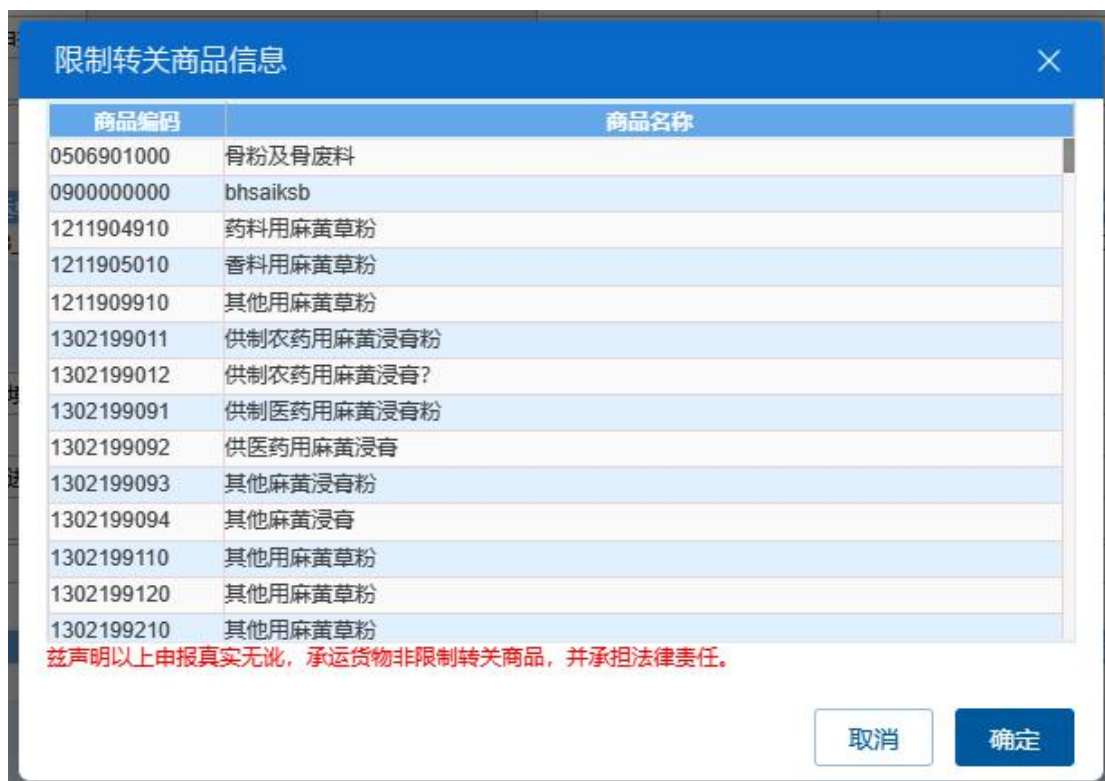 限制转关商品信息
商品编码 商品名称
0506901000 骨粉及骨废料
0900000000 bhsaiksb
1211904910 药料用麻黄草粉
1211905010 香料用麻黄草粉
1211909910 其他用麻黄草粉
1302199011 供制农药用麻黄浸膏粉
1302199012 供制农药用麻黄浸膏?
1302199091 供制医药用麻黄浸膏粉
1302199092 供医药用麻黄浸膏
1302199093 其他麻黄浸膏粉
1302199094 其他麻黄浸膏
1302199110 其他用麻黄草粉
1302199120 其他用麻黄草粉
1302199210 其他用麻黄草粉
兹声明以上申报真实无讹，承运货物非限制转关商品，并承担法律责任。
取消 确定